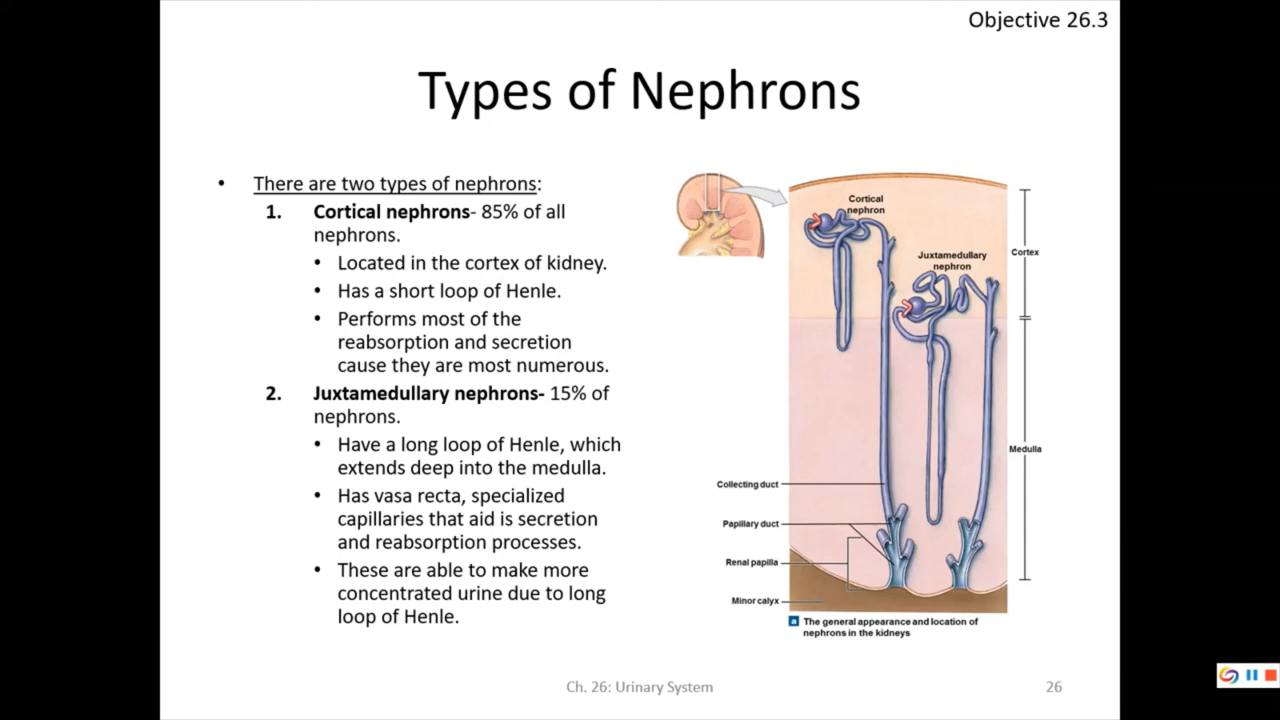 Objective 26.3
Types of Nephrons
• There are two types of nephrons:
1. Cortical nephrons- 85% of all
nephrons.
• Located in the cortex of kidney.
• Has a short loop of Henle.
• Performs most of the
reabsorption and secretion
cause they are most numerous.
2. Juxtamedullary nephrons- 15% of
nephrons.
• Have a long loop of Henle, which
extends deep into the medulla.
• Has vasa recta, specialized
capillaries that aid is secretion
and reabsorption processes.
• These are able to make more
concentrated urine due to long
loop of Henle.
Cortical
nephron
Juxtamedullary
nephron
Cortex
Medulla
Collecting duct
Papillary duct
Renal papilla
Minor calyx
a The general appearance and location of
nephrons in the kidneys
Ch. 26: Urinary System
26